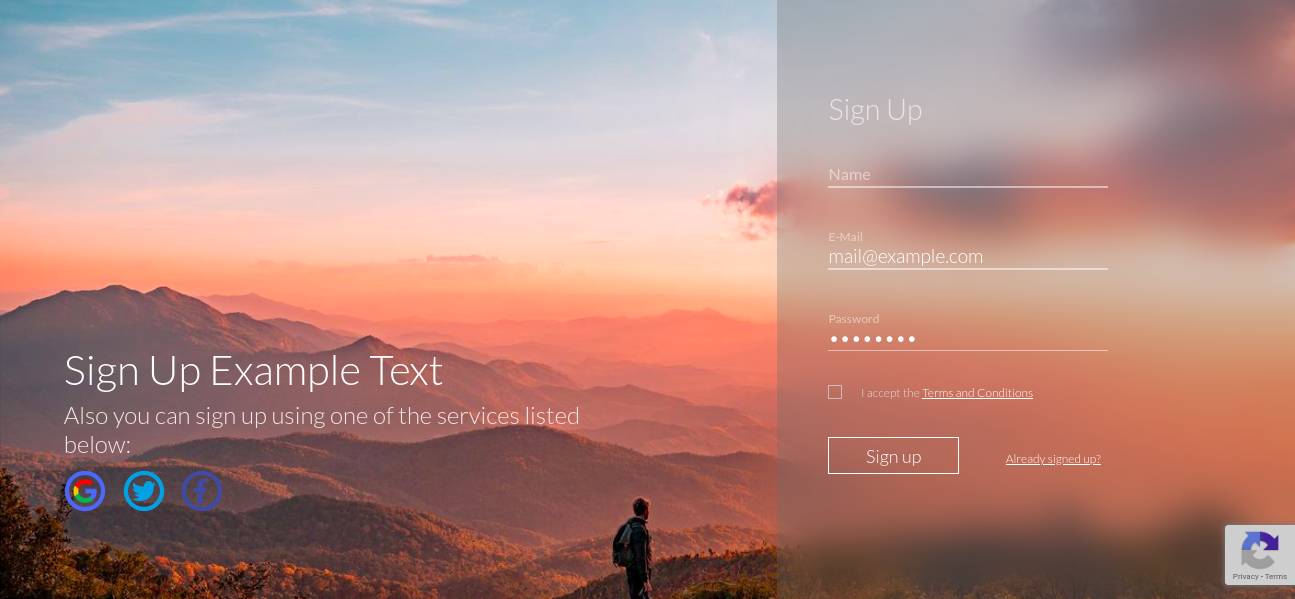 Sign Up
Name
E-Mail
mail@example.com
Password
••••••••
I accept the Terms and Conditions
Sign up
Already signed up?
Sign Up Example Text
Also you can sign up using one of the services listed
below:
Privacy - Terms